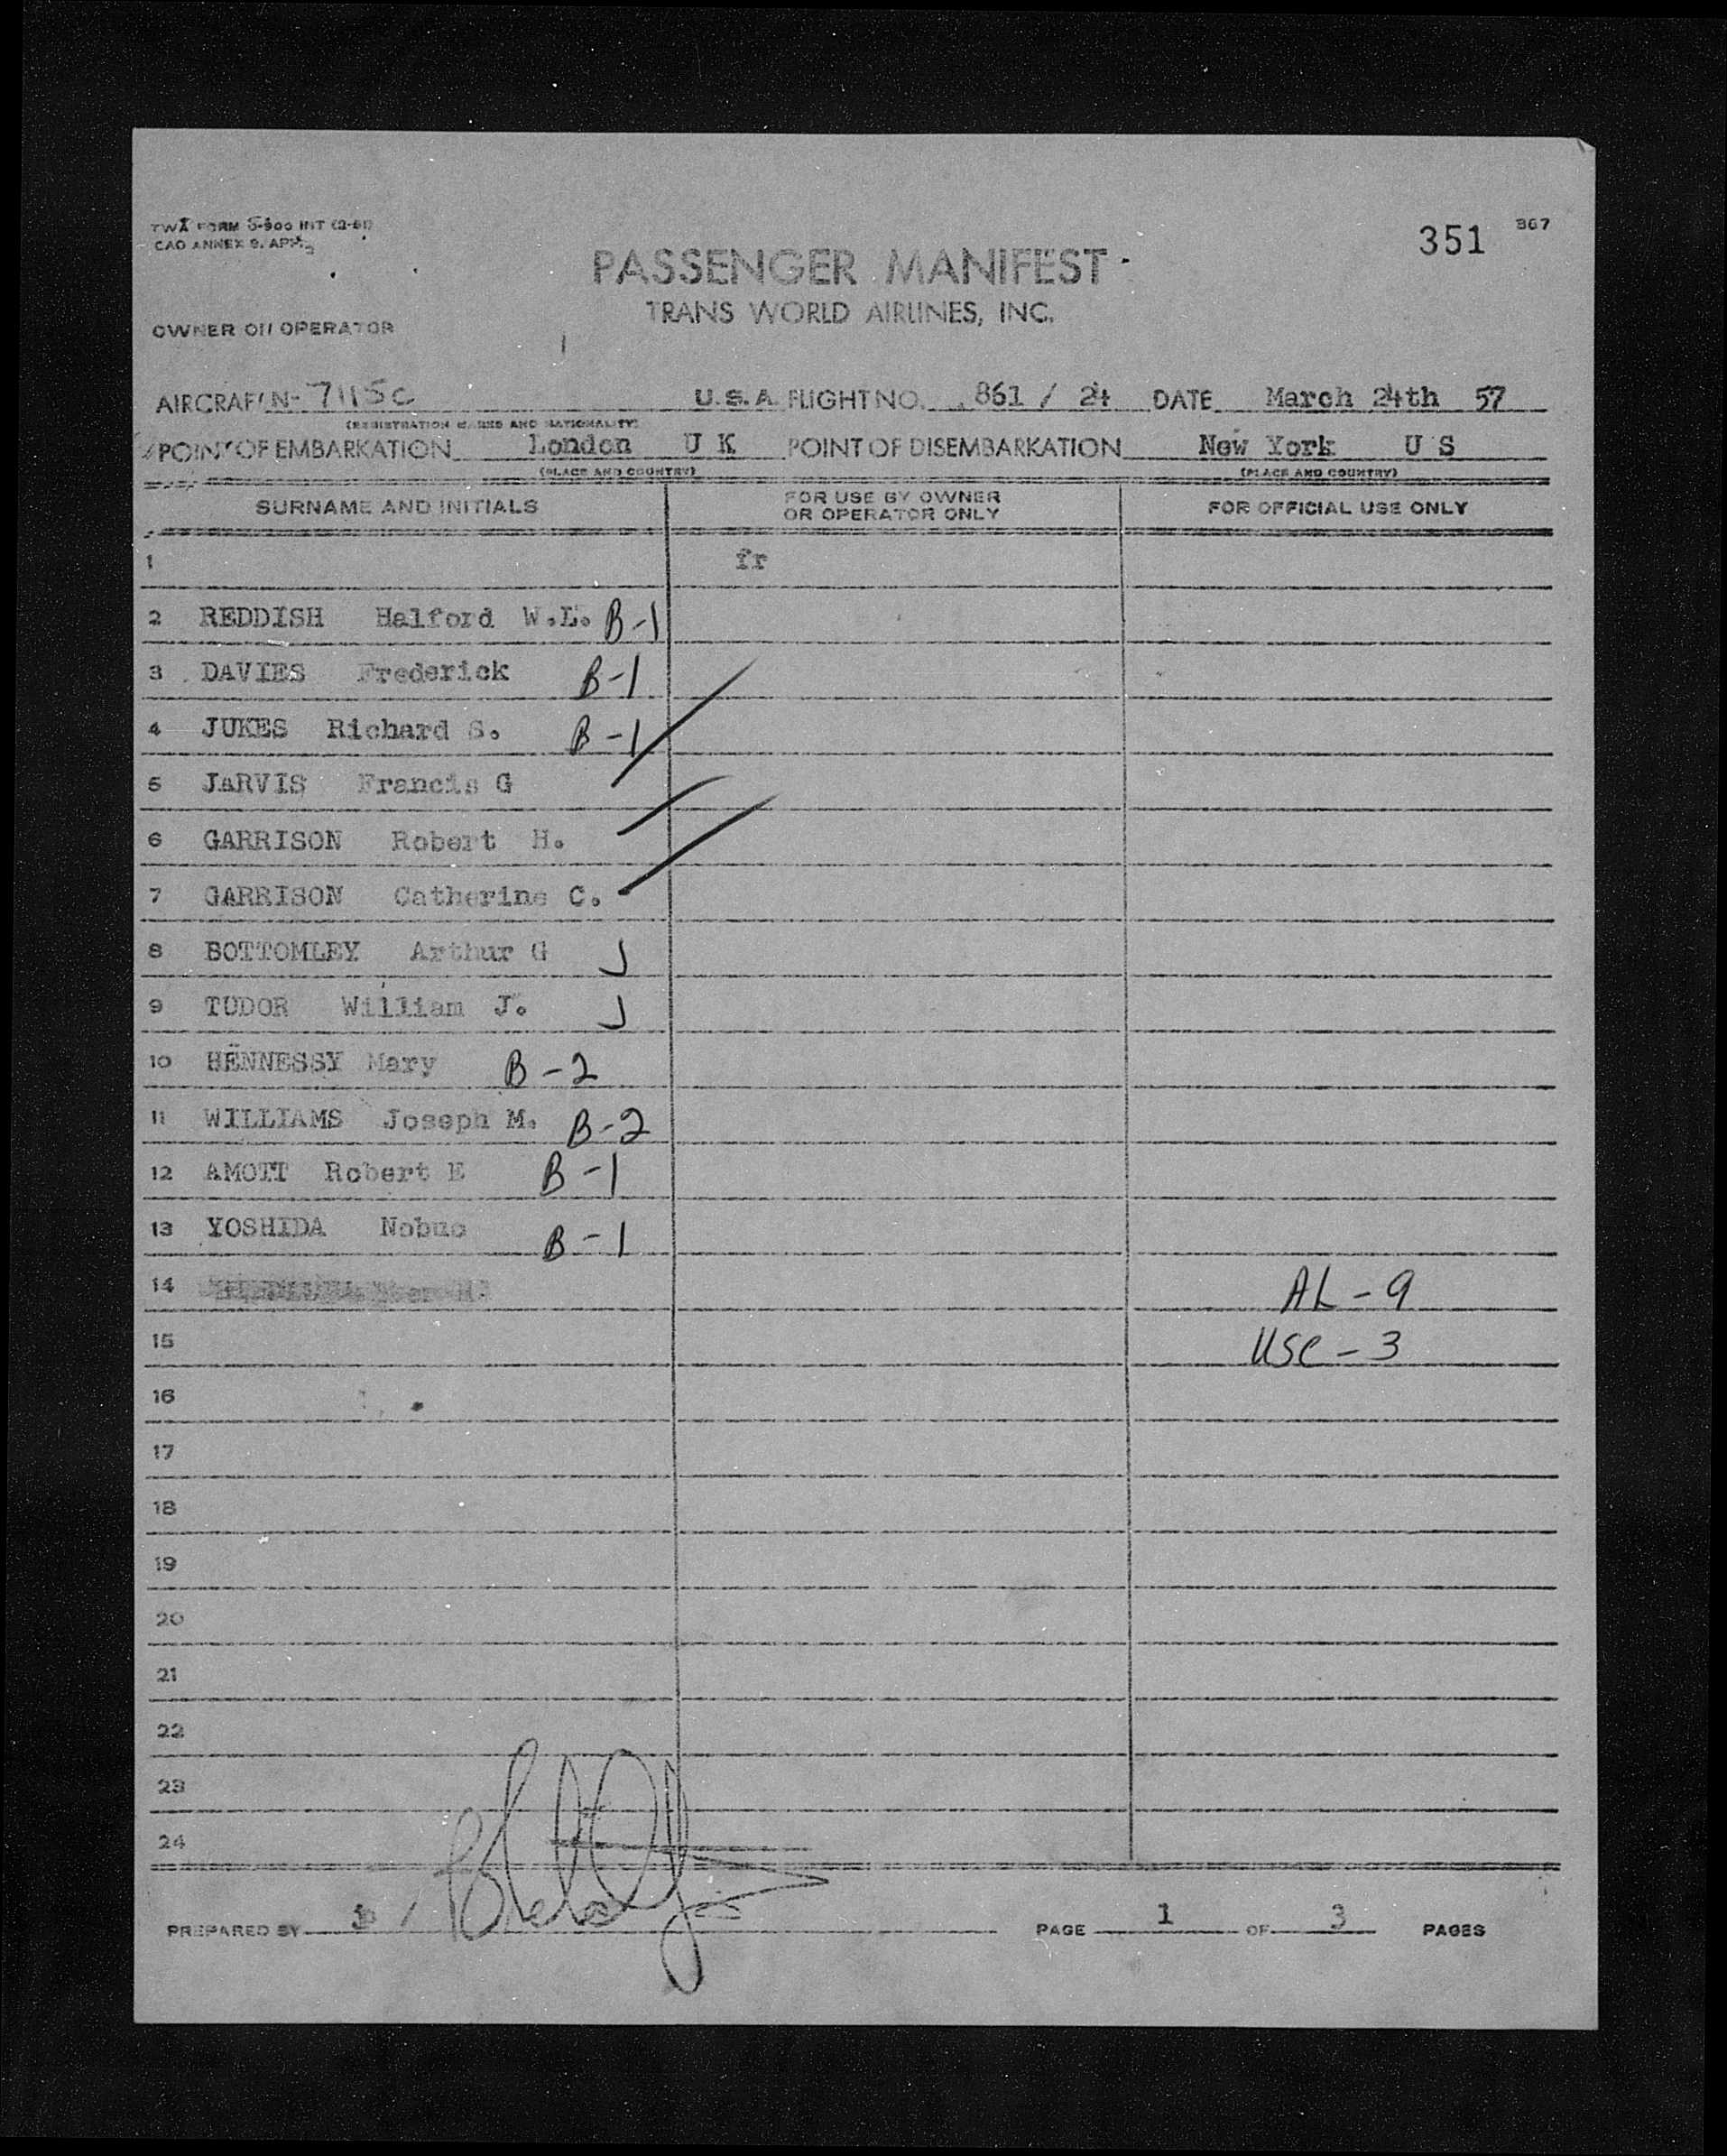 TWA FORM S-900 INT (2-51)
CAO ANNEX 9. APP. 3
351 367
PASSENGER MANIFEST
TRANS WORLD AIRLINES, INC.
OWNER OR OPERATOR
AIRCRAFT N- 7115C U.S.A. FLIGHT NO. 861 / 24 DATE March 24th 57
(REGISTRATION MARKS AND NATIONALITY)
POINT OF EMBARKATION London U K POINT OF DISEMBARKATION New York U S
(PLACE AND COUNTRY) (PLACE AND COUNTRY)
SURNAME AND INITIALS FOR USE BY OWNER OR OPERATOR ONLY FOR OFFICIAL USE ONLY
1 fr
2 REDDISH Halford W.L. B-1
3 DAVIES Frederick B-1
4 JUKES Richard S. B-1
5 JaRVIS Francis G
6 GARRISON Robert H.
7 GARRISON Catherine C.
8 BOTTOMLEY Arthur G
9 TUDOR William J.
10 HENNESSY Mary B-2
11 WILLIAMS Joseph M. B-2
12 AMOTT Robert E B-1
13 YOSHIDA Nobuo B-1
14 AL-9
15 USC-3
16
17
18
19
20
21
22
23
24
PREPARED BY PAGE 1 OF 3 PAGES